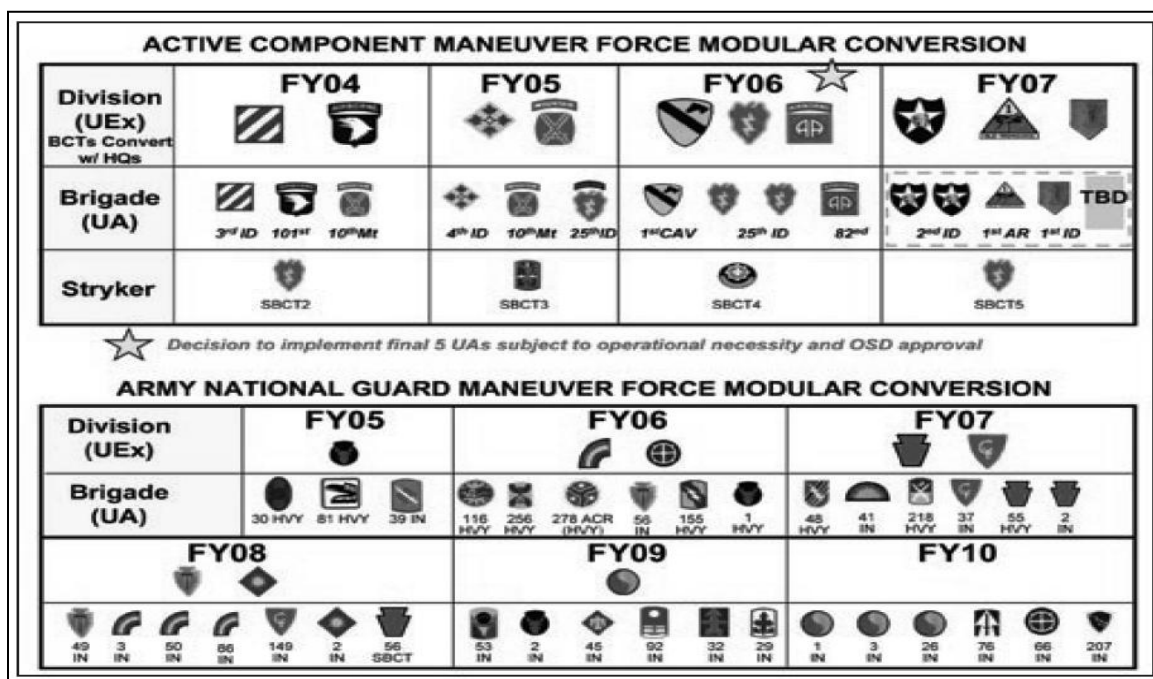 ACTIVE COMPONENT MANEUVER FORCE MODULAR CONVERSION
Division
(UEx)
BCTs Convert
w/ HQs
FY04
FY05
FY06
FY07
Brigade
(UA)
3rd ID 101st 10thMt
4th ID 10thMt 25thID
1stCAV 25th ID 82nd
2nd ID 1st AR 1st ID
TBD
Stryker
SBCT2
SBCT3
SBCT4
SBCT5
Decision to implement final 5 UAs subject to operational necessity and OSD approval
ARMY NATIONAL GUARD MANEUVER FORCE MODULAR CONVERSION
Division
(UEx)
FY05
FY06
FY07
Brigade
(UA)
30 HVY 81 HVY 39 IN
116 HVY
256 HVY
278 ACR (HVY)
56 IN
155 HVY
1 HVY
48 HVY
41 IN
218 HVY
37 IN
55 HVY
2 IN
FY08
FY09
FY10
49 IN
3 IN
50 IN
86 IN
149 IN
2 IN
56 SBCT
53 IN
2 IN
45 IN
92 IN
32 IN
29 IN
1 IN
3 IN
26 IN
76 IN
66 IN
207 IN